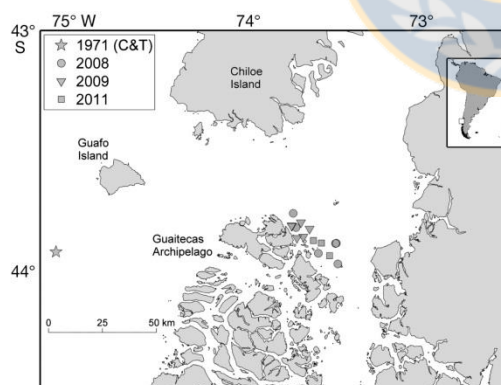 75° W 74° 73°
43°
S
1971 (C&T)
2008
2009
2011
Chiloe
Island
Guafo
Island
Guaitecas
Archipelago
44°
0 25 50 km